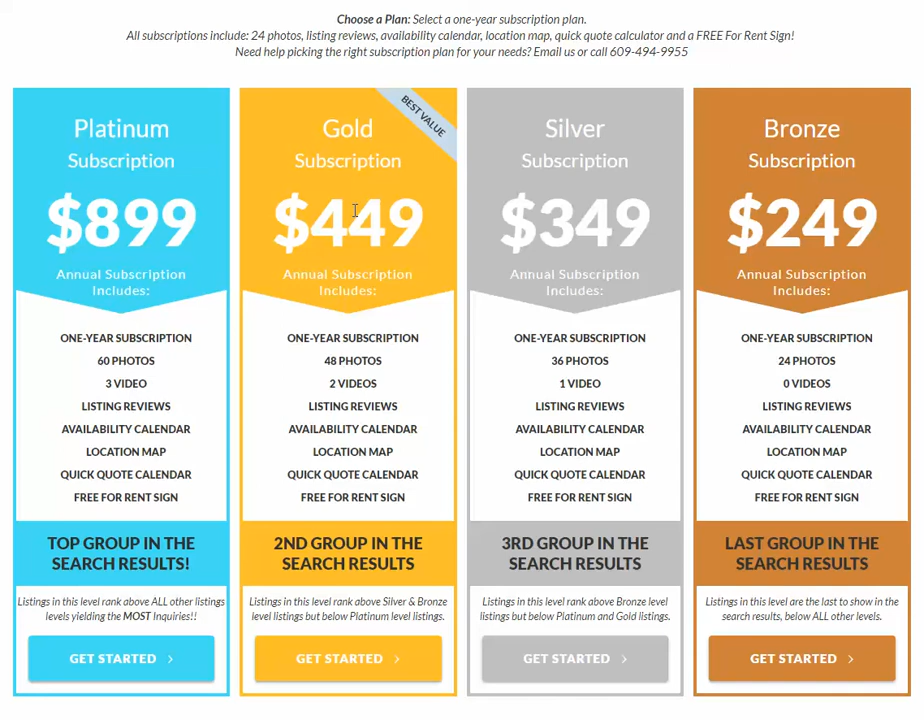 Choose a Plan: Select a one-year subscription plan.
All subscriptions include: 24 photos, listing reviews, availability calendar, location map, quick quote calculator and a FREE For Rent Sign!
Need help picking the right subscription plan for your needs? Email us or call 609-494-9955
Platinum
Subscription
$899
Annual Subscription
Includes:
ONE-YEAR SUBSCRIPTION
60 PHOTOS
3 VIDEO
LISTING REVIEWS
AVAILABILITY CALENDAR
LOCATION MAP
QUICK QUOTE CALENDAR
FREE FOR RENT SIGN
TOP GROUP IN THE
SEARCH RESULTS!
Listings in this level rank above ALL other listings
levels yielding the MOST Inquiries!!
GET STARTED
BEST VALUE
Gold
Subscription
$449
Annual Subscription
Includes:
ONE-YEAR SUBSCRIPTION
48 PHOTOS
2 VIDEOS
LISTING REVIEWS
AVAILABILITY CALENDAR
LOCATION MAP
QUICK QUOTE CALENDAR
FREE FOR RENT SIGN
2ND GROUP IN THE
SEARCH RESULTS
Listings in this level rank above Silver & Bronze
level listings but below Platinum level listings.
GET STARTED
Silver
Subscription
$349
Annual Subscription
Includes:
ONE-YEAR SUBSCRIPTION
36 PHOTOS
1 VIDEO
LISTING REVIEWS
AVAILABILITY CALENDAR
LOCATION MAP
QUICK QUOTE CALENDAR
FREE FOR RENT SIGN
3RD GROUP IN THE
SEARCH RESULTS
Listings in this level rank above Bronze level
listings but below Platinum and Gold listings.
GET STARTED
Bronze
Subscription
$249
Annual Subscription
Includes:
ONE-YEAR SUBSCRIPTION
24 PHOTOS
0 VIDEOS
LISTING REVIEWS
AVAILABILITY CALENDAR
LOCATION MAP
QUICK QUOTE CALENDAR
FREE FOR RENT SIGN
LAST GROUP IN THE
SEARCH RESULTS
Listings in this level are the last to show in the
search results, below ALL other levels.
GET STARTED